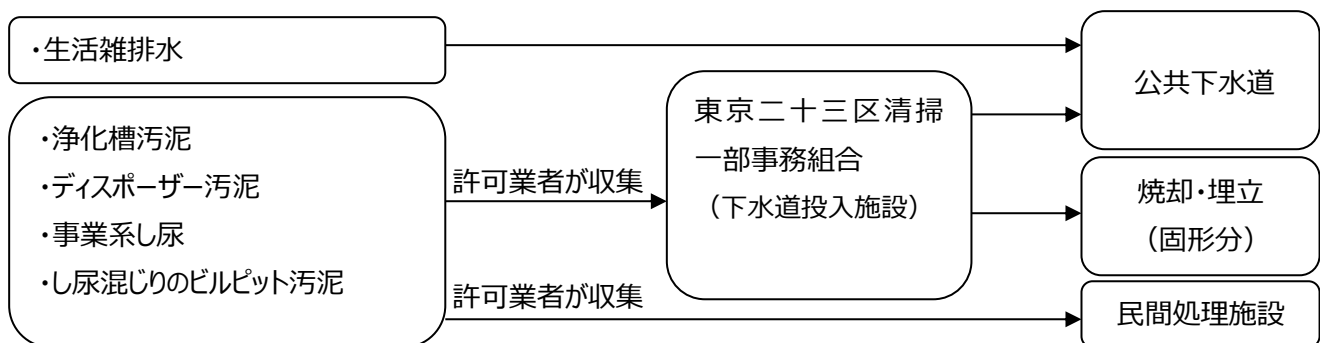 ・生活雑排水
・浄化槽汚泥
・ディスポーザー汚泥
・事業系し尿
・し尿混じりのビルピット汚泥
許可業者が収集
許可業者が収集
東京二十三区清掃
一部事務組合
（下水道投入施設）
公共下水道
焼却・埋立
（固形分）
民間処理施設